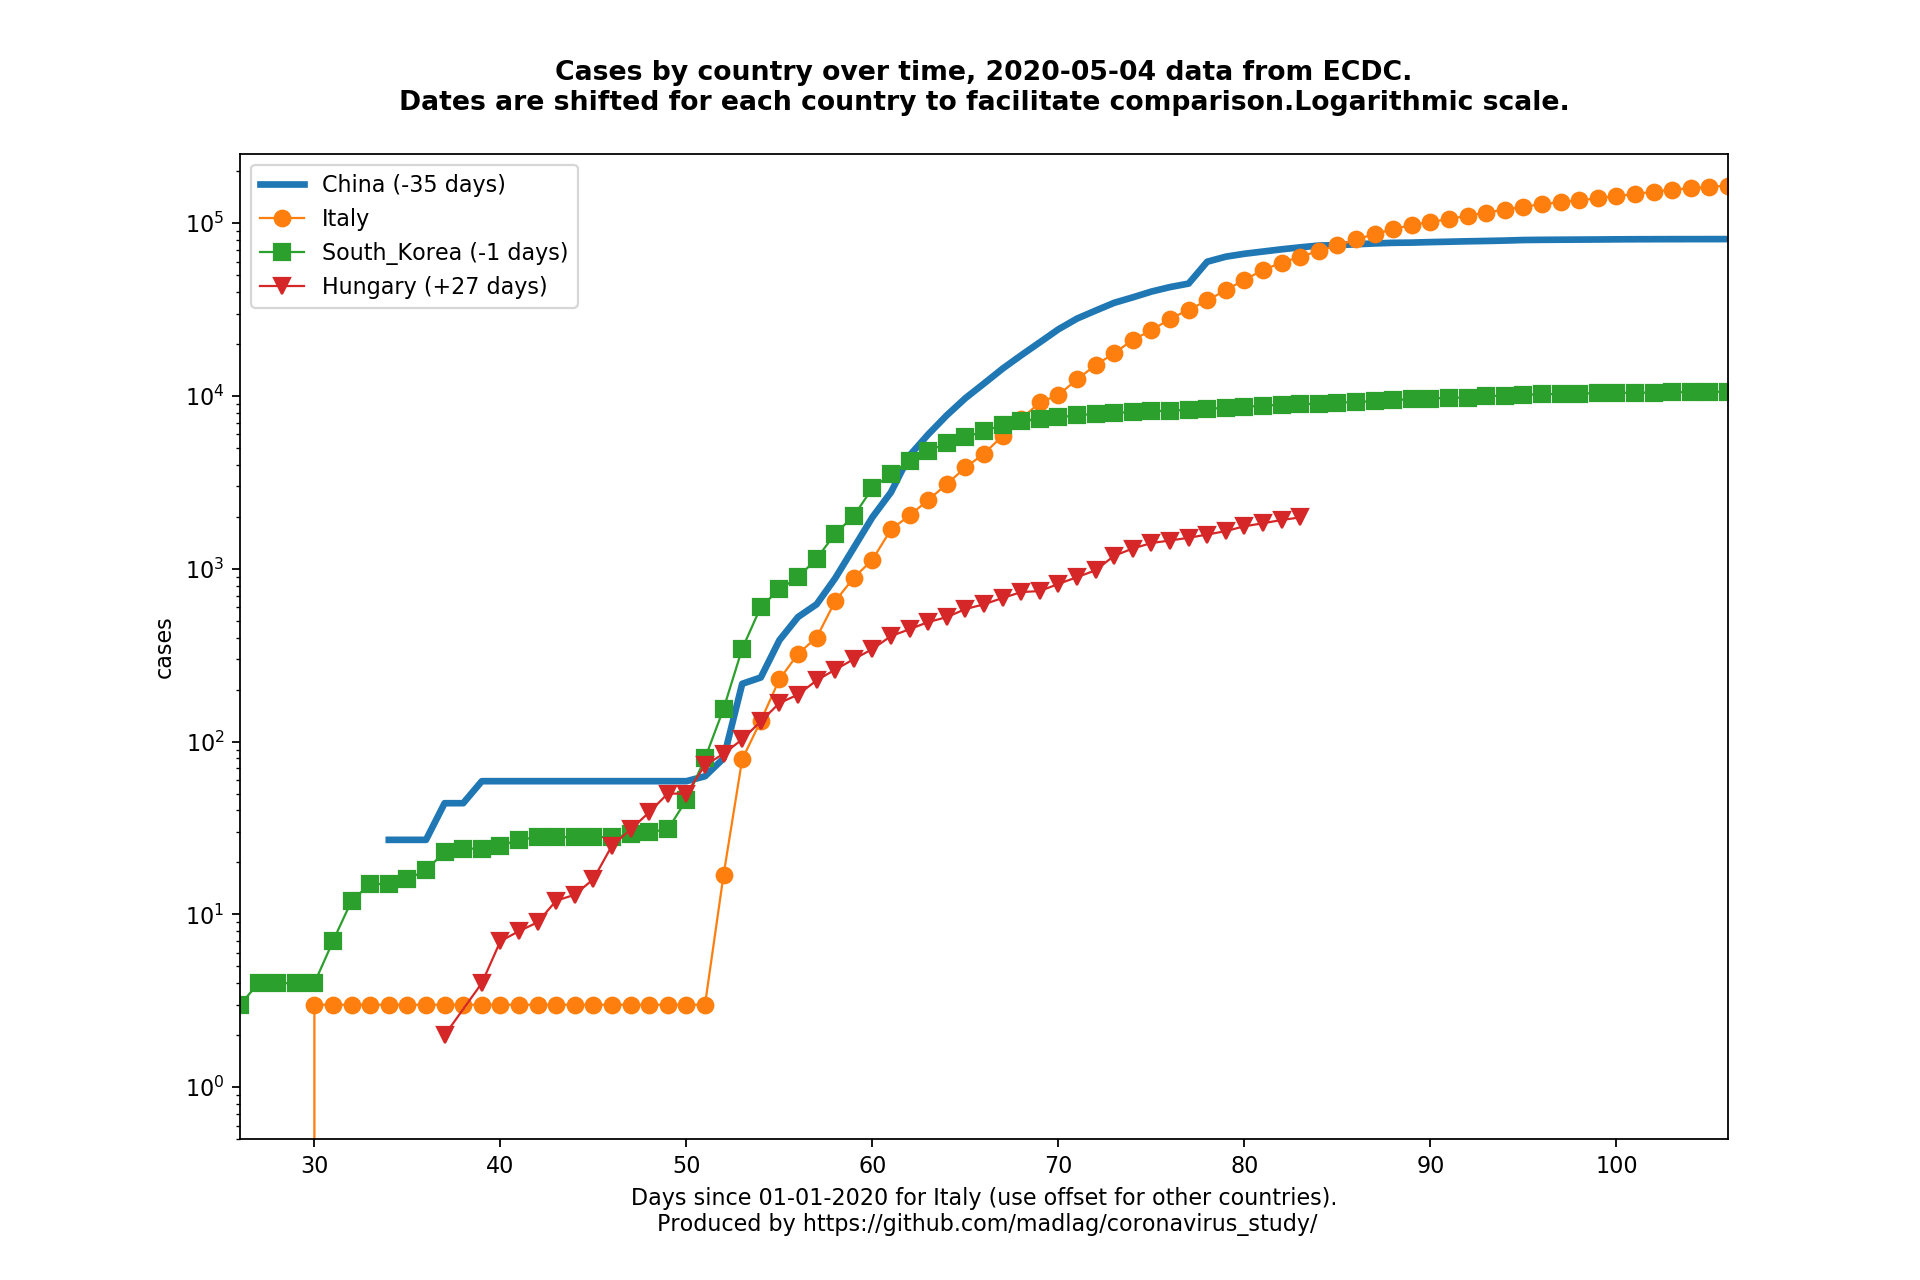 Cases by country over time, 2020-05-04 data from ECDC.
Dates are shifted for each country to facilitate comparison.Logarithmic scale.
China (-35 days)
Italy
South_Korea (-1 days)
Hungary (+27 days)
10^5
10^4
10^3
10^2
10^1
10^0
cases
30 40 50 60 70 80 90 100
Days since 01-01-2020 for Italy (use offset for other countries).
Produced by https://github.com/madlag/coronavirus_study/